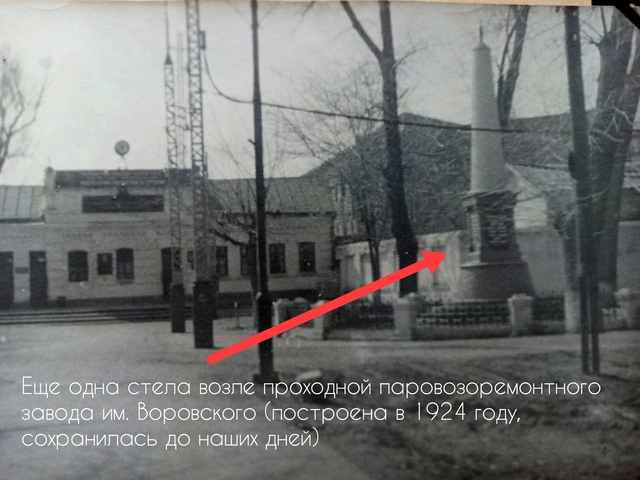 Еще одна стела возле проходной паровозоремонтного
завода им. Воровского (построена в 1924 году,
сохранилась до наших дней)